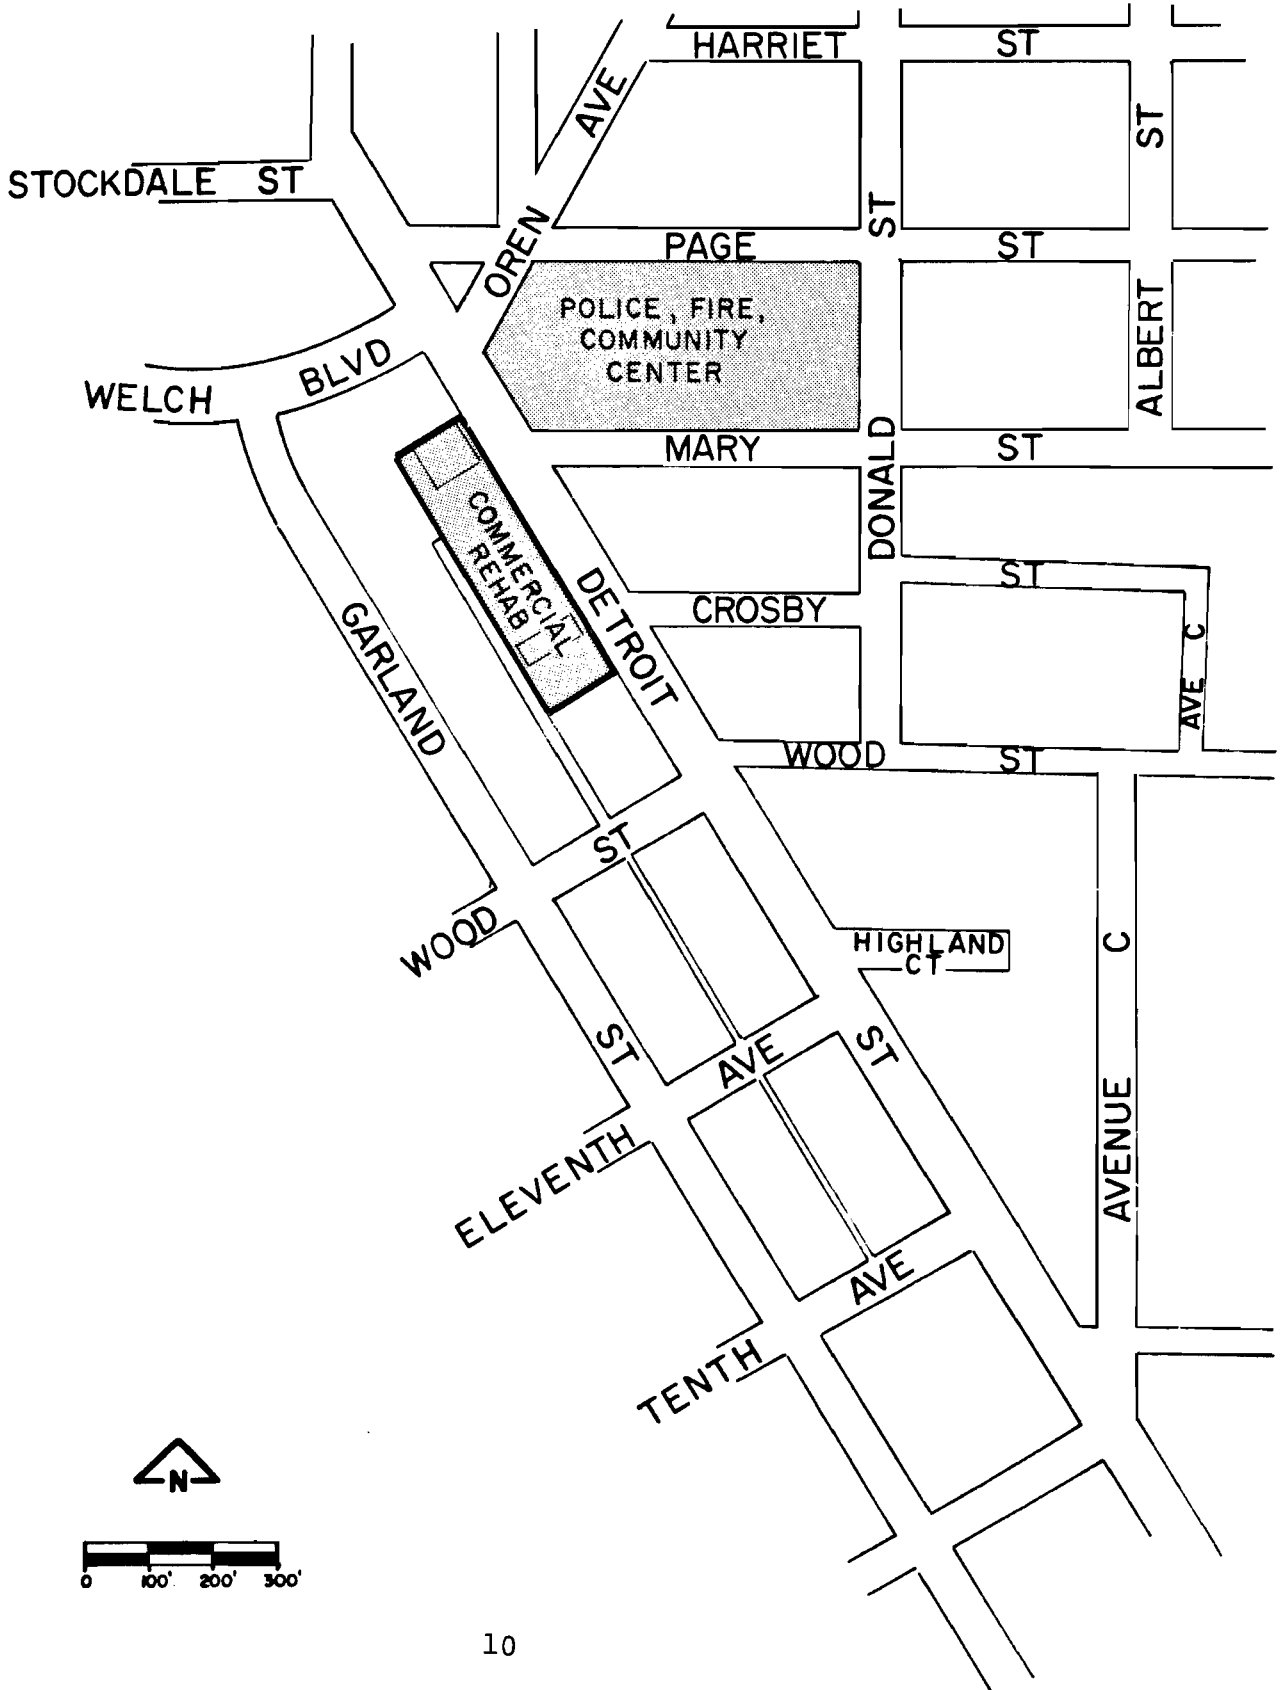 HARRIET ST
AVE
ST
STOCKDALE ST
ST
OREN
PAGE ST
POLICE, FIRE,
COMMUNITY
CENTER
ALBERT
BLVD
WELCH
MARY ST
DONALD
COMMERCIAL
REHAB
DETROIT
GARLAND
CROSBY ST
AVE C
WOOD ST
ST
WOOD
HIGHLAND
CT
C
AVENUE
ST
AVE
ST
ELEVENTH
AVE
TENTH
N
0 100' 200' 300'
10